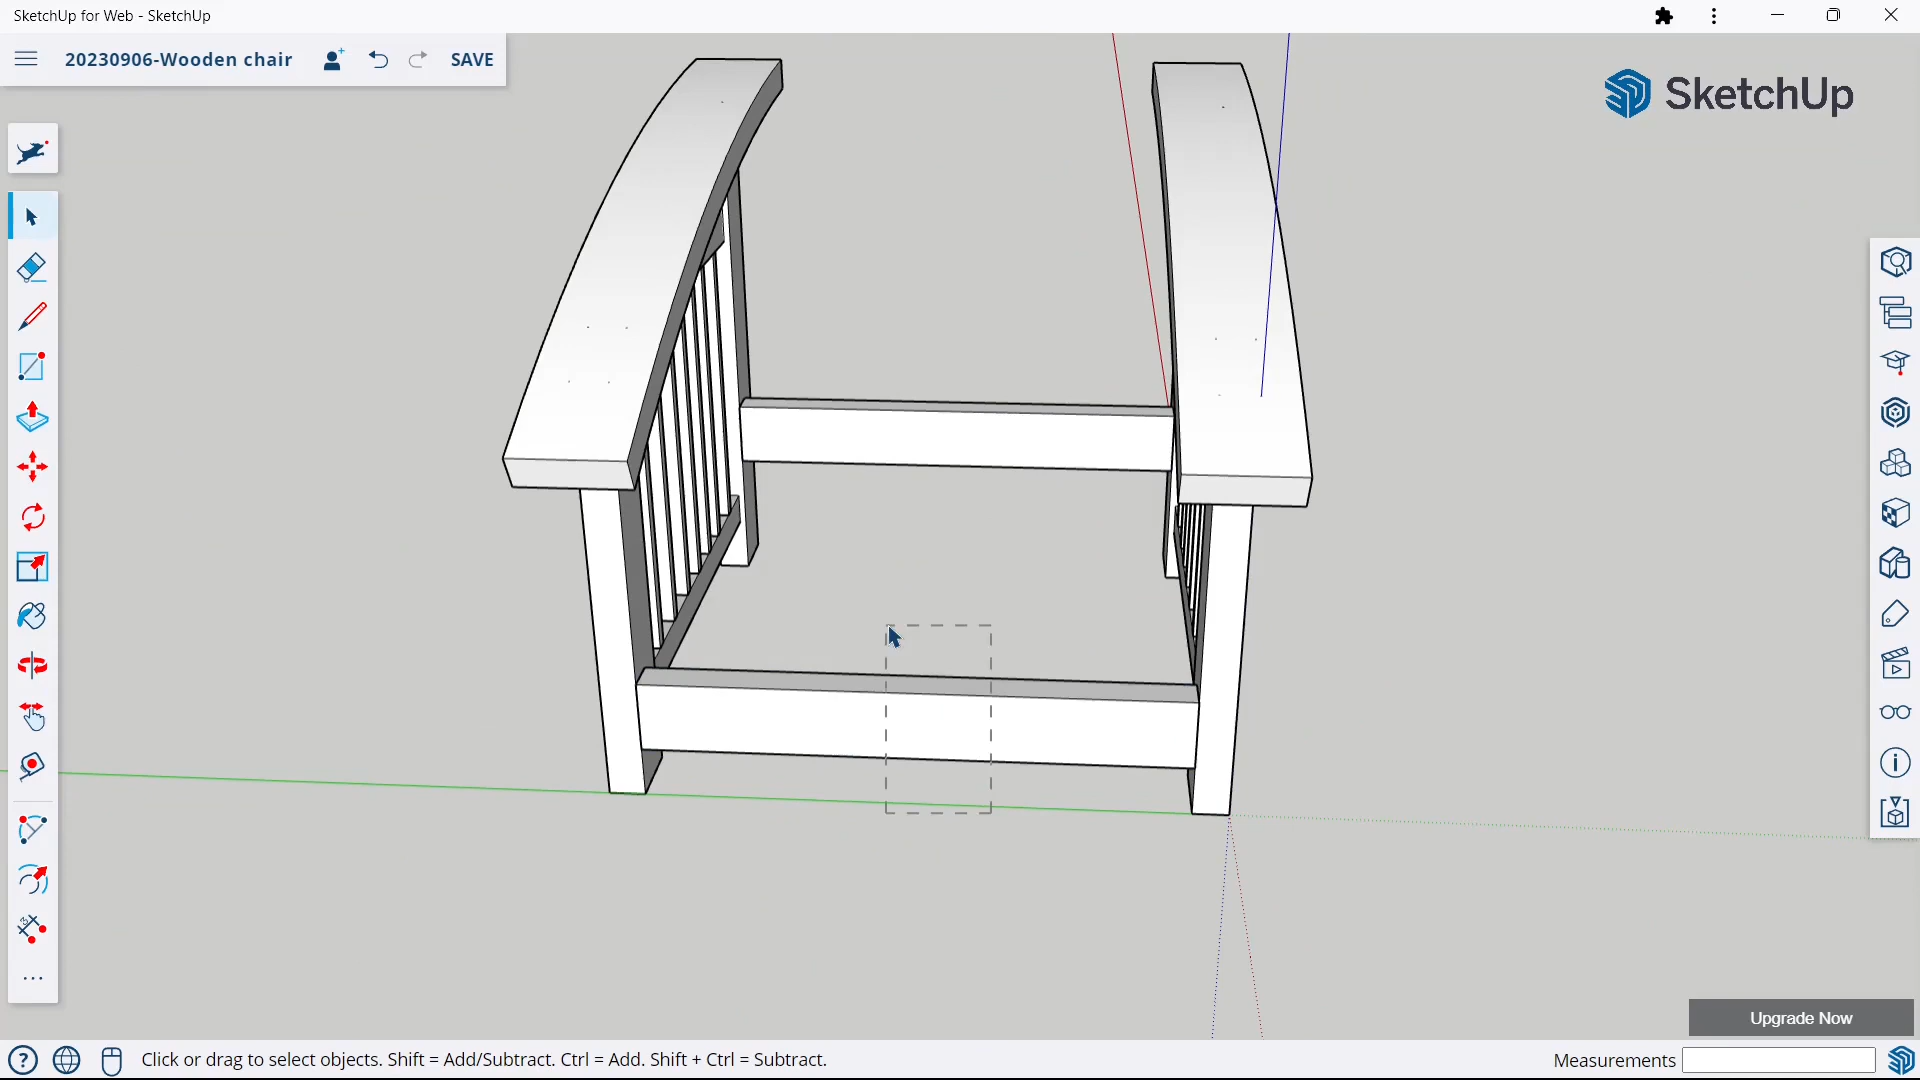 SketchUp for Web - SketchUp
20230906-Wooden chair
SAVE
SketchUp
Upgrade Now
Click or drag to select objects. Shift = Add/Subtract. Ctrl = Add. Shift + Ctrl = Subtract.
Measurements